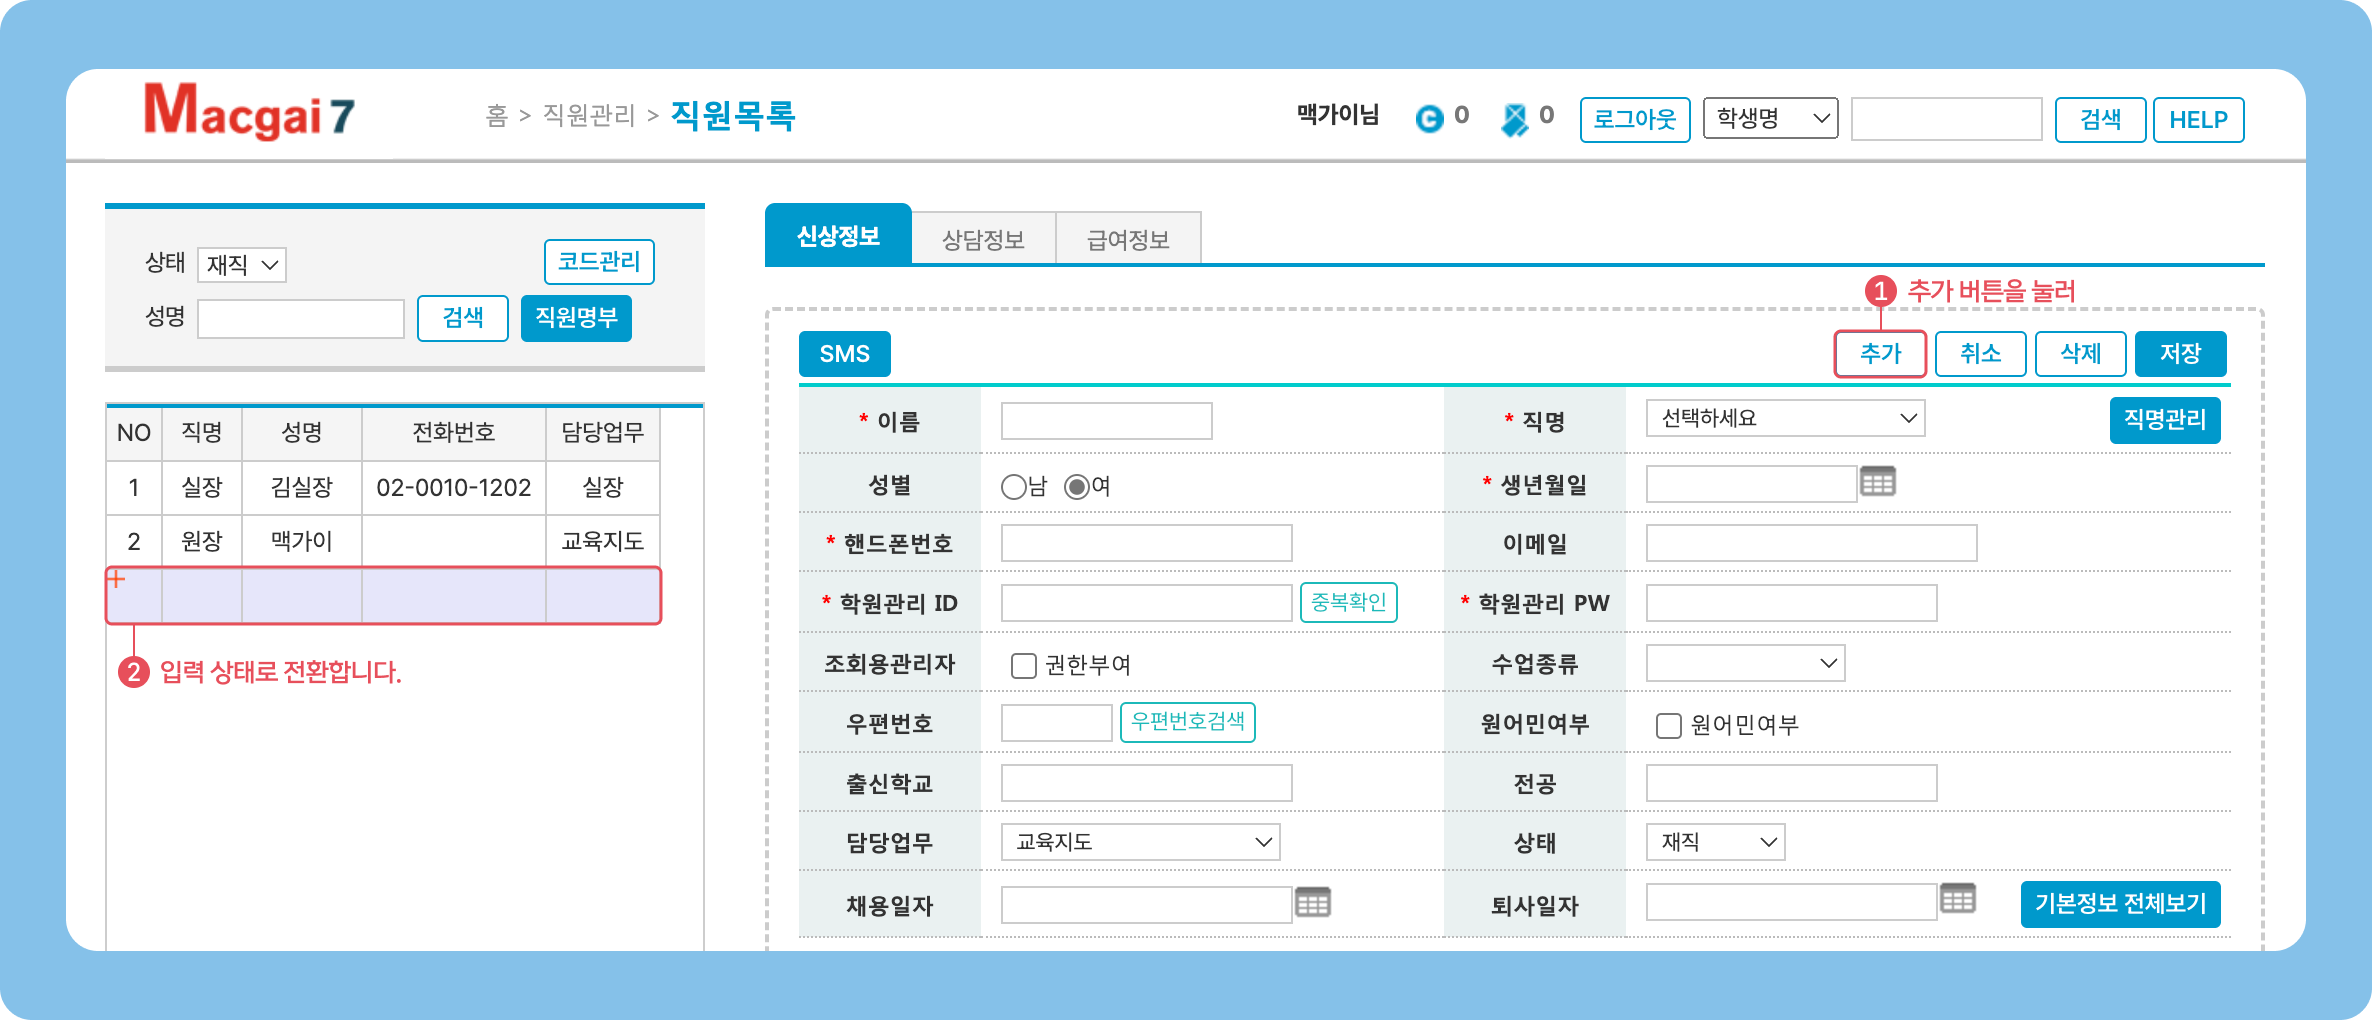 Macgai 7
홈 > 직원관리 > 직원목록
맥가이님 C 0 0 로그아웃 학생명 검색 HELP
상태 재직 코드관리
성명 검색 직원명부
NO 직명 성명 전화번호 담당업무
1 실장 김실장 02-0010-1202 실장
2 원장 맥가이 교육지도
+
2 입력 상태로 전환합니다.
신상정보 상담정보 급여정보
1 추가 버튼을 눌러
SMS 추가 취소 삭제 저장
* 이름 * 직명 선택하세요 직명관리
성별 남 여 * 생년월일
* 핸드폰번호 이메일
* 학원관리 ID 중복확인 * 학원관리 PW
조회용관리자 권한부여 수업종류
우편번호 우편번호검색 원어민여부 원어민여부
출신학교 전공
담당업무 교육지도 상태 재직
채용일자 퇴사일자 기본정보 전체보기